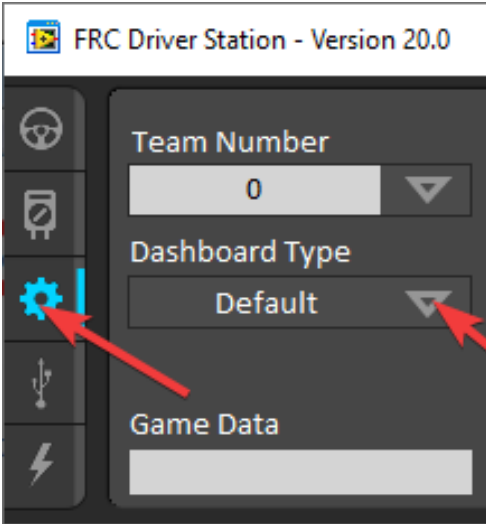 FRC Driver Station - Version 20.0
Team Number
0
Dashboard Type
Default
Game Data